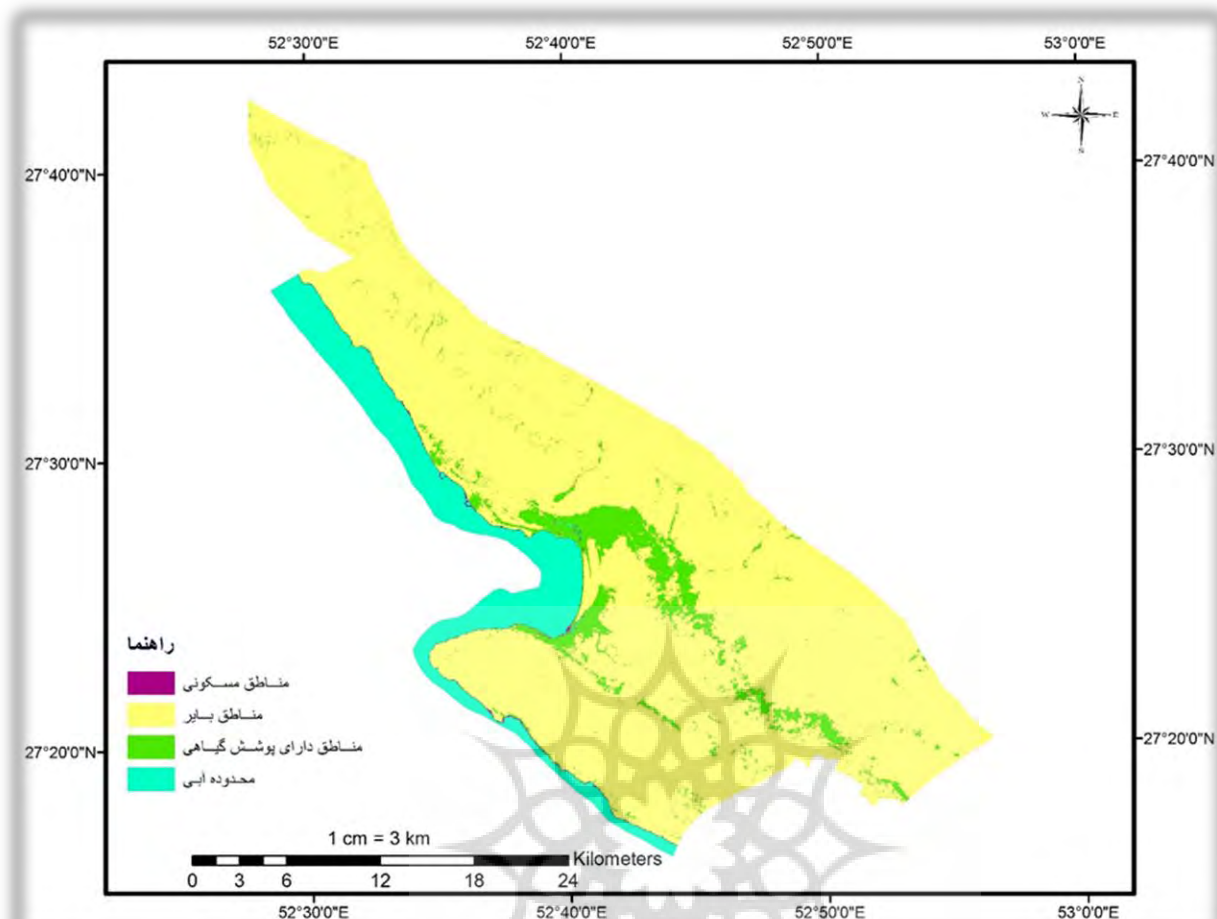 52°30'0"E 52°40'0"E 52°50'0"E 53°0'0"E
N
W E
S
27°40'0"N 27°40'0"N
27°30'0"N 27°30'0"N
راهنما
مناطق مسکونی
مناطق بایر
مناطق دارای پوشش گیاهی
محدوده آبی
27°20'0"N 27°20'0"N
1 cm = 3 km
Kilometers
0 3 6 12 18 24
52°30'0"E 52°40'0"E 52°50'0"E 53°0'0"E